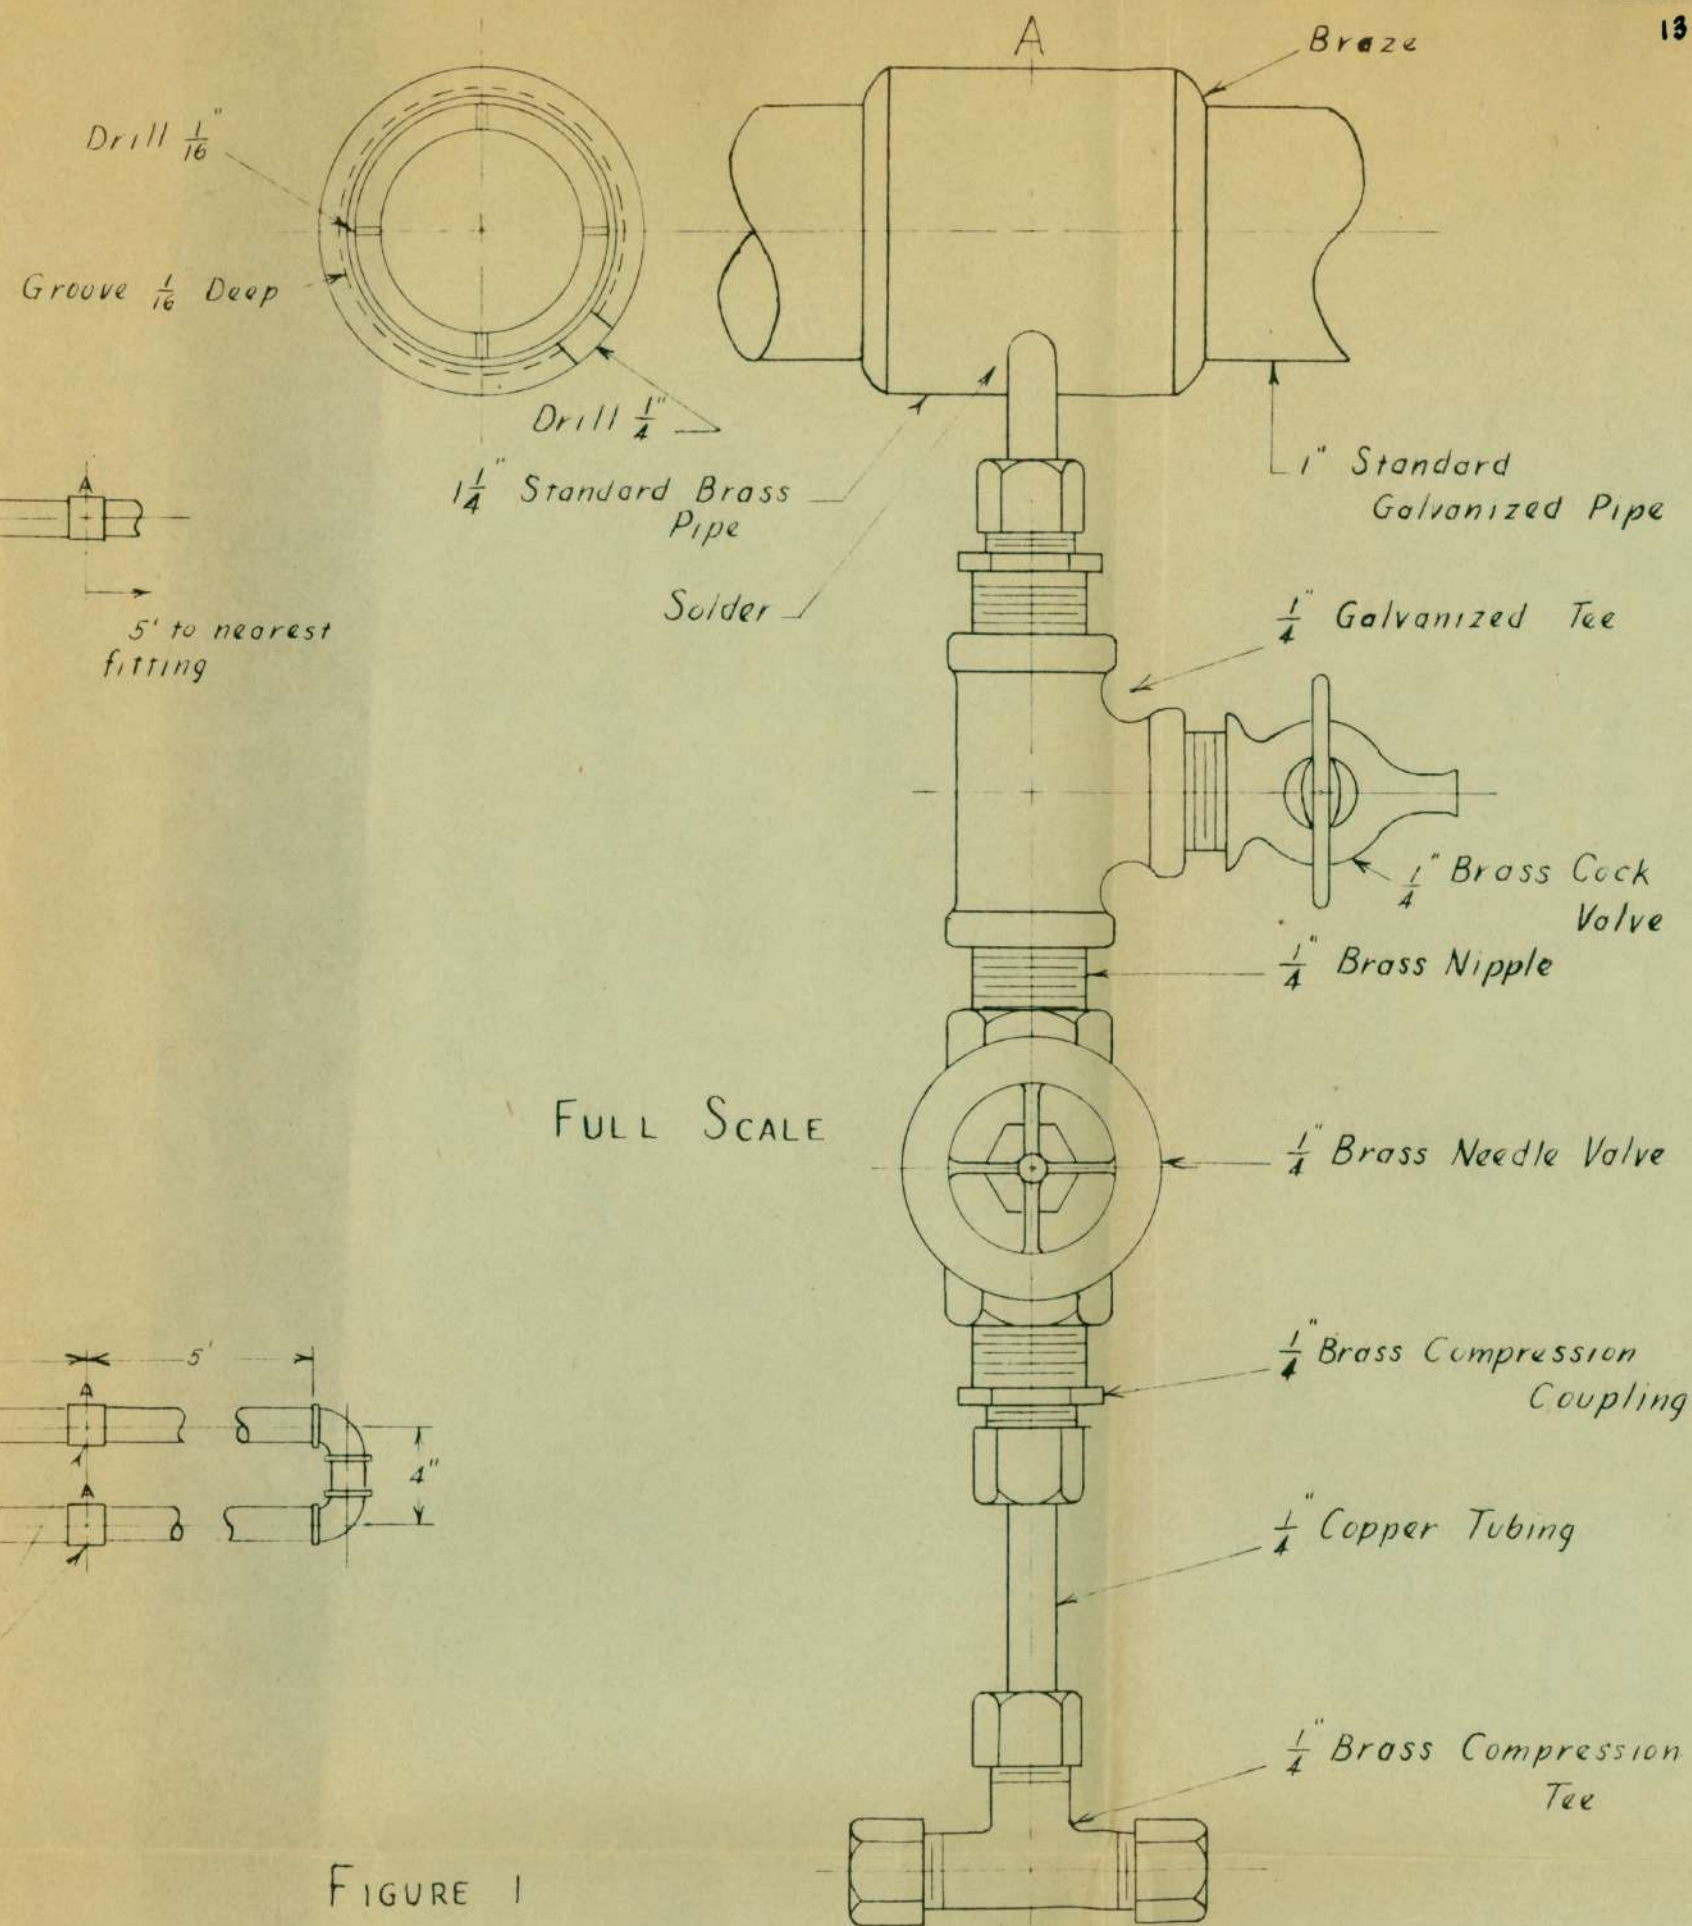 13
A
Braze
Drill 1/16"
Groove 1/16 Deep
Drill 1/4"
1 1/4" Standard Brass
Pipe
1" Standard
Galvanized Pipe
A
5' to nearest
fitting
Solder
1/4" Galvanized Tee
1/4" Brass Cock
Valve
1/4" Brass Nipple
FULL SCALE
1/4" Brass Needle Valve
1/4" Brass Compression
Coupling
5'
A
4"
A
1/4" Copper Tubing
1/4" Brass Compression
Tee
FIGURE 1